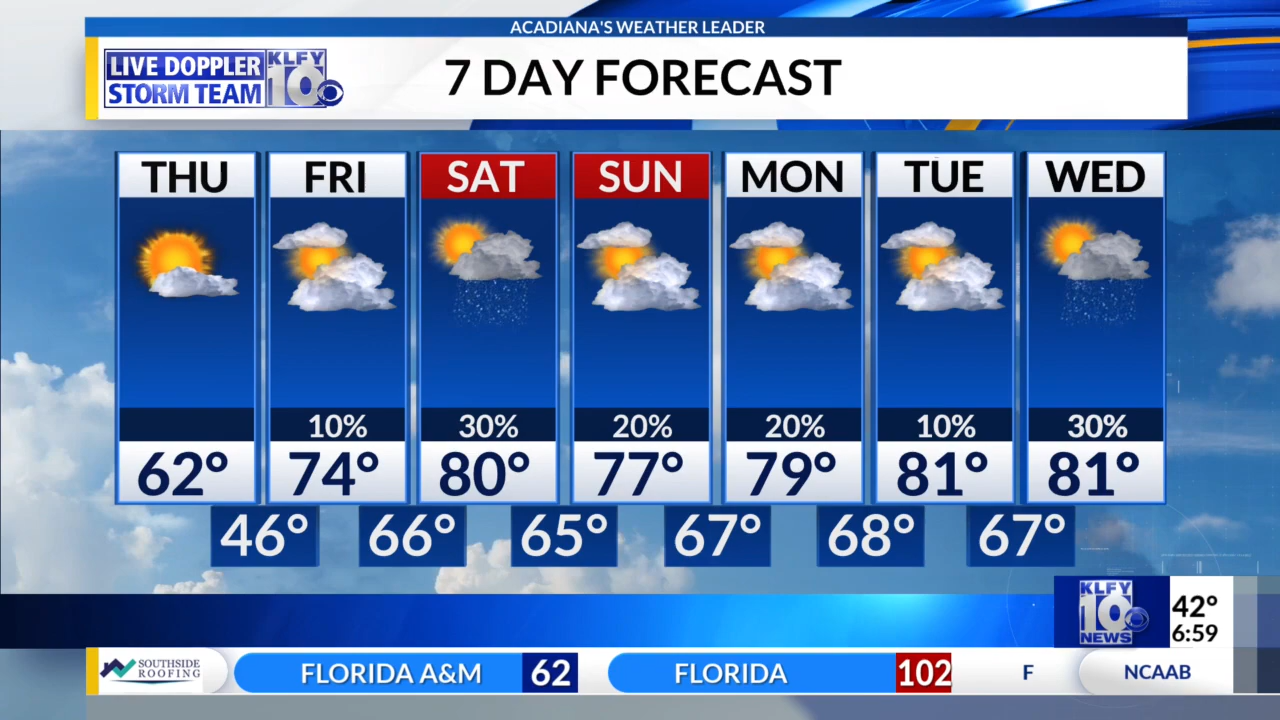 ACADIANA'S WEATHER LEADER
LIVE DOPPLER
STORM TEAM
KLFY
10
7 DAY FORECAST
THU FRI SAT SUN MON TUE WED
10% 30% 20% 20% 10% 30%
62° 74° 80° 77° 79° 81° 81°
46° 66° 65° 67° 68° 67°
KLFY
10
NEWS
42°
6:59
SOUTHSIDE
ROOFING
FLORIDA A&M 62 FLORIDA 102 F NCAAB